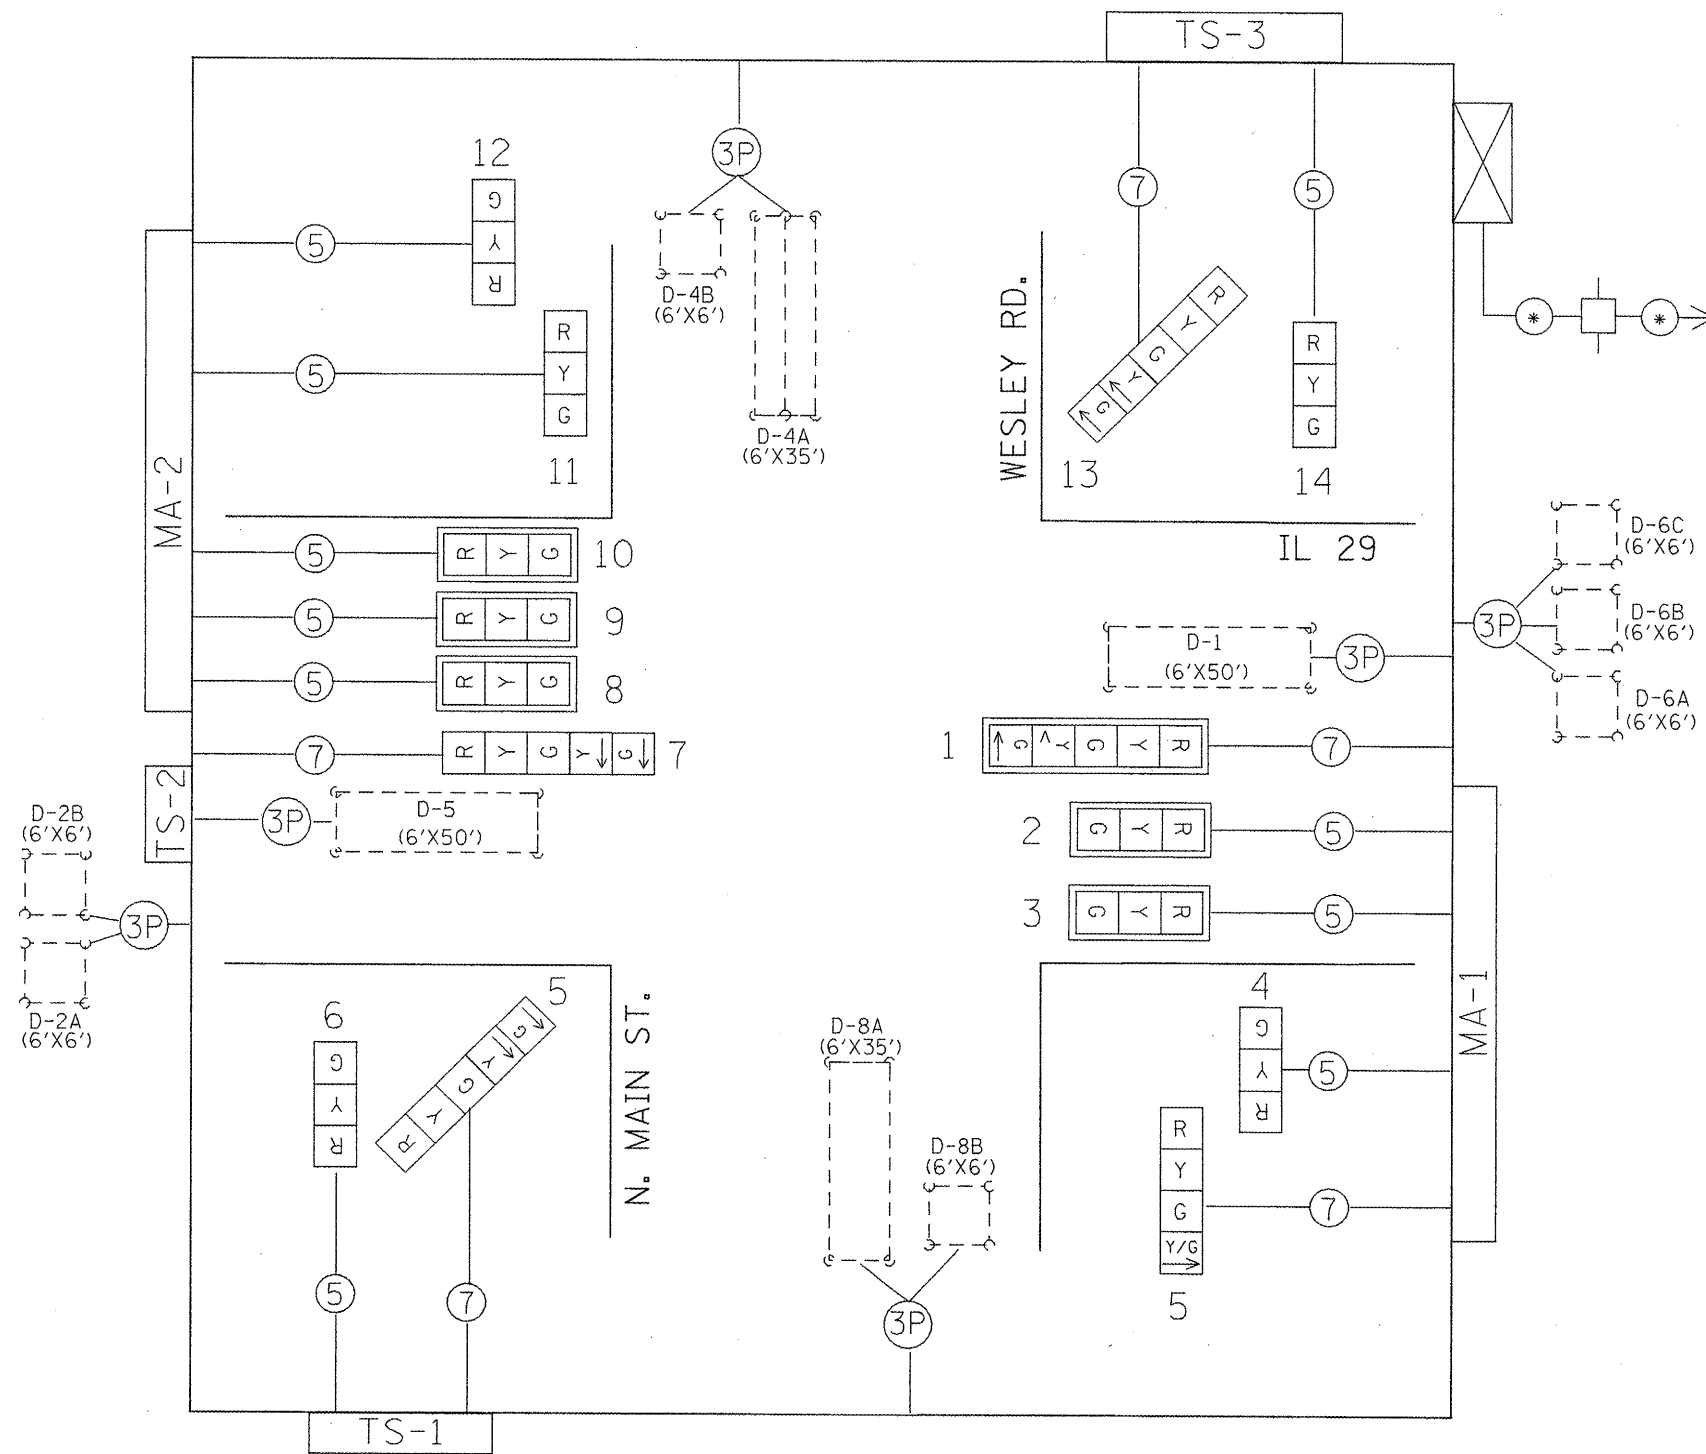 TS-3
12
G
Y
R
5
3P
7
5
D-4B
(6'X6')
R
Y
G
Y
G
R
Y
G
5
R
Y
G
D-4A
(6'X35')
WESLEY RD.
13
14
11
MA-2
*
*
IL 29
5
R Y G
10
5
R Y G
9
5
R Y G
8
7
R Y G Y G
7
D-6C
(6'X6')
3P
D-6B
(6'X6')
D-6A
(6'X6')
D-1
(6'X50')
3P
1
G Y G Y R
7
2
G Y R
5
3
G Y R
5
TS-2
3P
D-5
(6'X50')
D-2B
(6'X6')
3P
D-2A
(6'X6')
6
G
Y
R
5
G
Y
G
Y
R
N. MAIN ST.
5
7
TS-1
D-8A
(6'X35')
D-8B
(6'X6')
3P
4
G
Y
R
5
R
Y
G
Y/G
7
5
MA-1